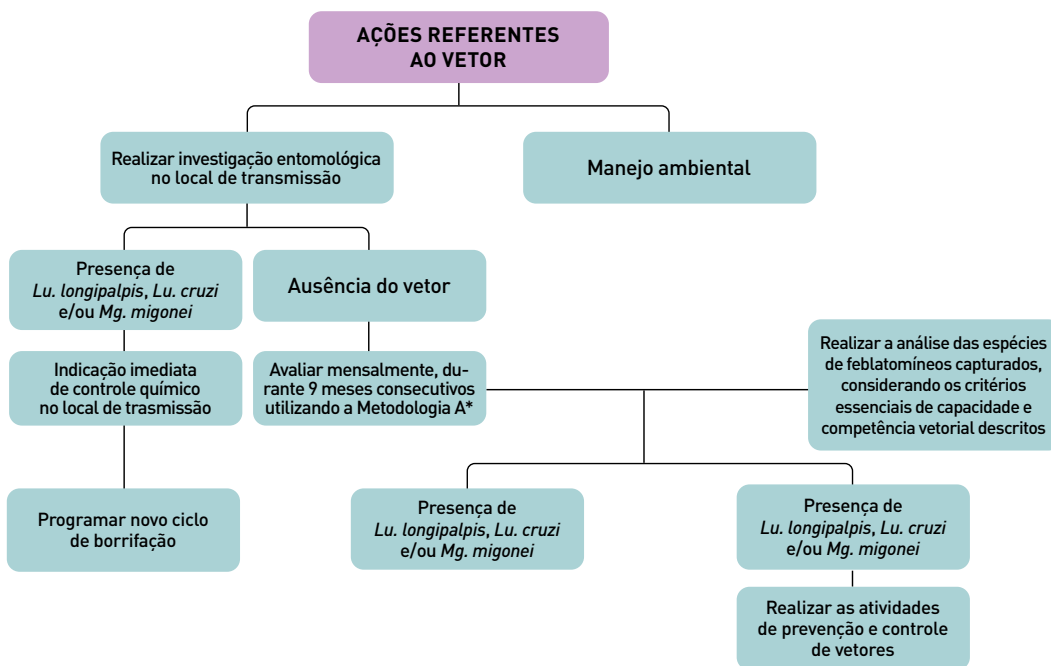 AÇÕES REFERENTES
AO VETOR
Realizar investigação entomológica
no local de transmissão
Manejo ambiental
Presença de
Lu. longipalpis, Lu. cruzi
e/ou Mg. migonei
Ausência do vetor
Indicação imediata
de controle químico
no local de trasmissão
Avaliar mensalmente, du-
rante 9 meses consecutivos
utilizando a Metodologia A*
Realizar a análise das espécies
de feblatomíneos capturados,
considerando os critérios
essenciais de capacidade e
competência vetorial descritos
Programar novo ciclo
de borrifação
Presença de
Lu. longipalpis, Lu. cruzi
e/ou Mg. migonei
Presença de
Lu. longipalpis, Lu. cruzi
e/ou Mg. migonei
Realizar as atividades
de prevenção e controle
de vetores